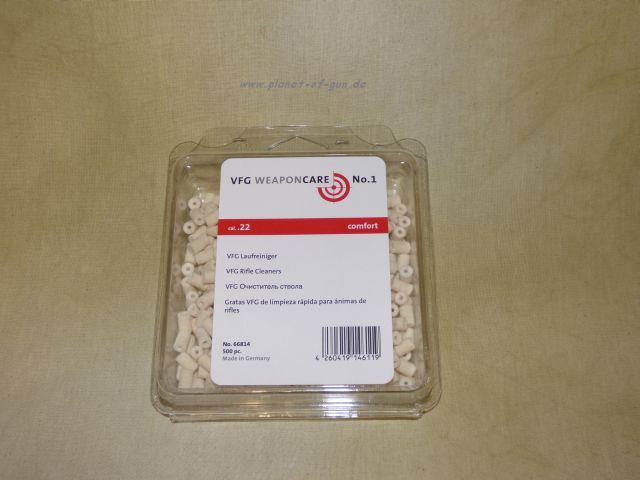 www.planet-of-gun.de
VFG WEAPONCARE No.1
cal. .22 comfort
VFG Laufreiniger
VFG Rifle Cleaners
VFG Очиститель ствола
Gratas VFG de limpieza rápida para ánimas de
rifles
No. 66814
500 pc.
Made in Germany
4 260419 146119